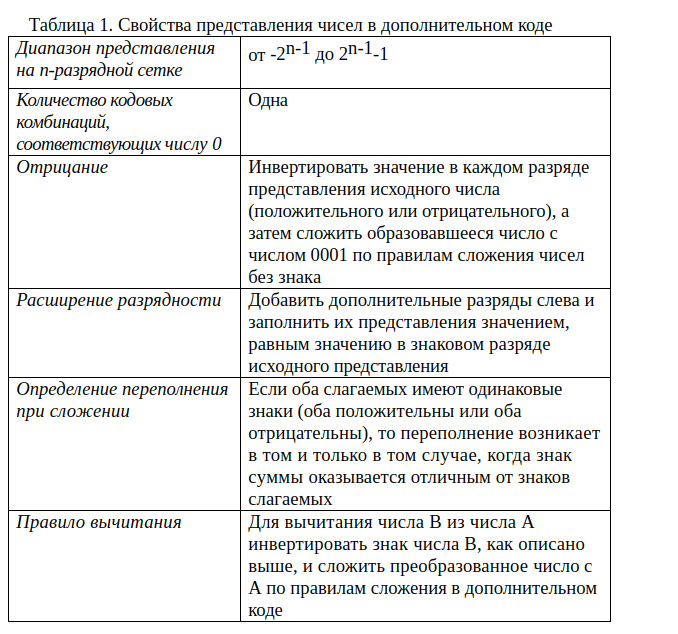 Таблица 1. Свойства представления чисел в дополнительном коде
Диапазон представления
на n-разрядной сетке
от -2^n-1 до 2^n-1-1
Количество кодовых
комбинаций,
соответствующих числу 0
Одна
Отрицание
Инвертировать значение в каждом разряде
представления исходного числа
(положительного или отрицательного), а
затем сложить образовавшееся число с
числом 0001 по правилам сложения чисел
без знака
Расширение разрядности
Добавить дополнительные разряды слева и
заполнить их представления значением,
равным значению в знаковом разряде
исходного представления
Определение переполнения
при сложении
Если оба слагаемых имеют одинаковые
знаки (оба положительны или оба
отрицательны), то переполнение возникает
в том и только в том случае, когда знак
суммы оказывается отличным от знаков
слагаемых
Правило вычитания
Для вычитания числа B из числа A
инвертировать знак числа B, как описано
выше, и сложить преобразованное число с
A по правилам сложения в дополнительном
коде